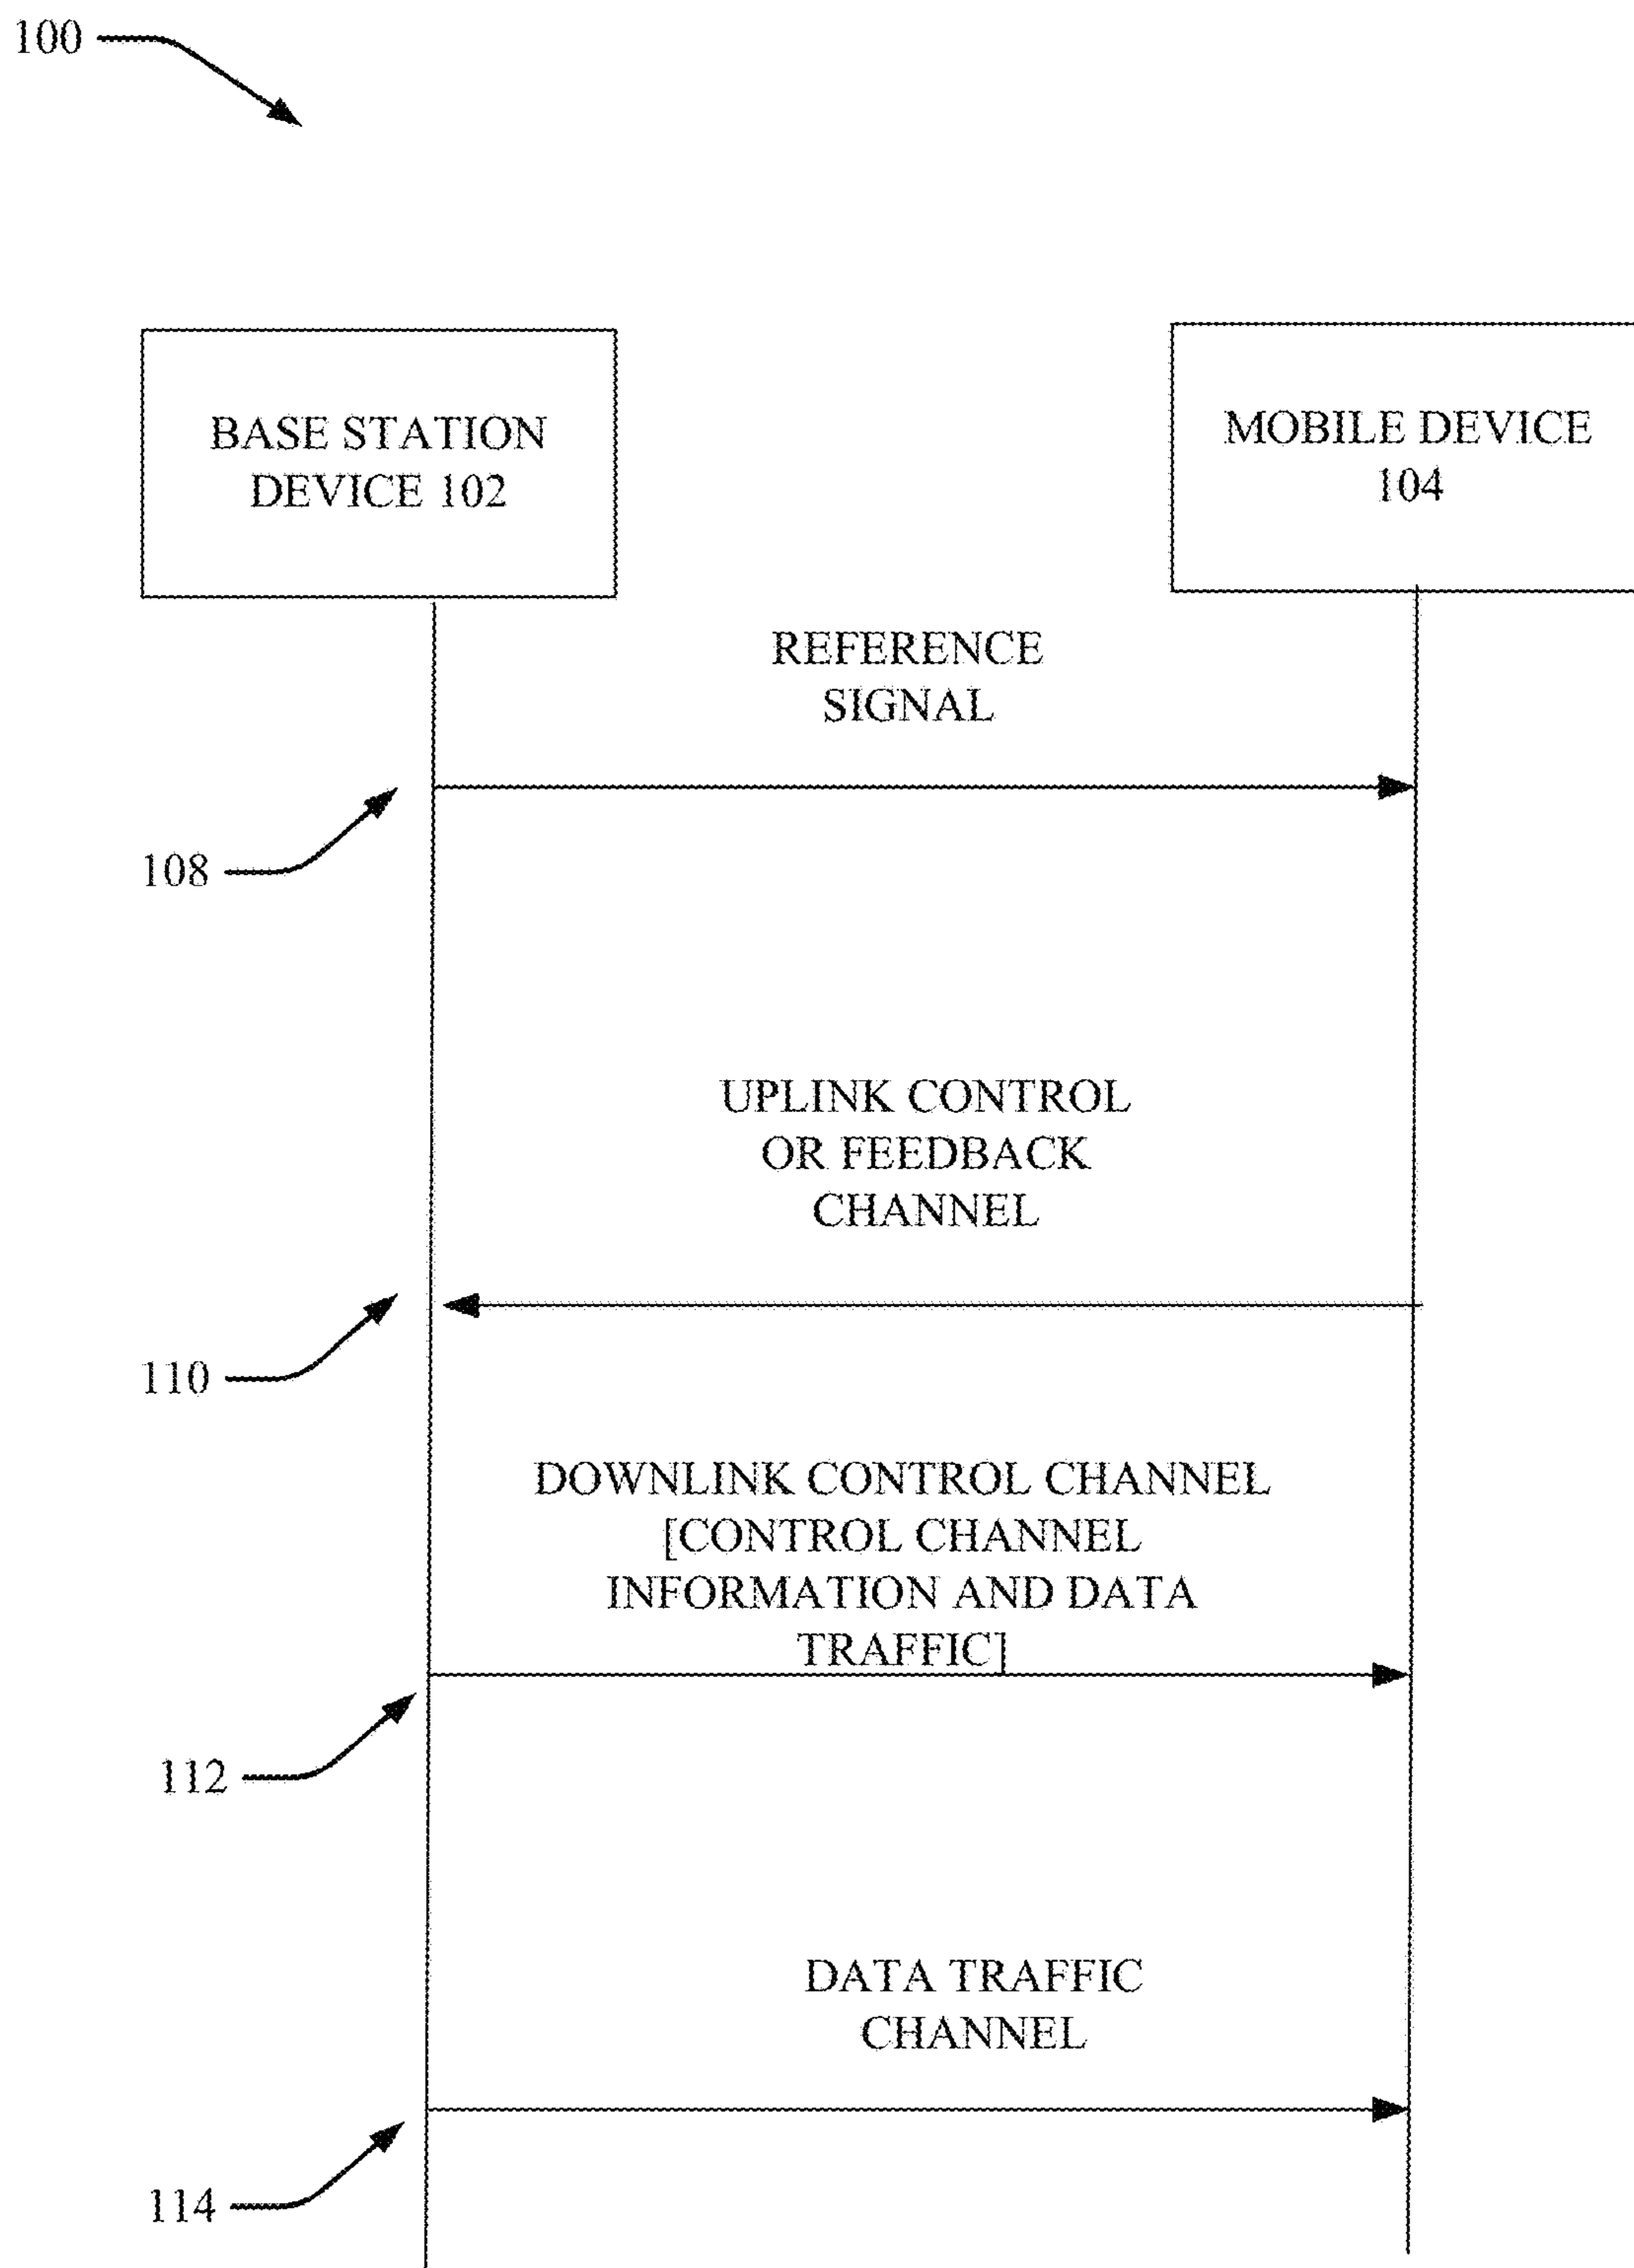 100
BASE STATION
DEVICE 102
MOBILE DEVICE
104
REFERENCE
SIGNAL
108
UPLINK CONTROL
OR FEEDBACK
CHANNEL
110
DOWNLINK CONTROL CHANNEL
[CONTROL CHANNEL
INFORMATION AND DATA
TRAFFIC]
112
DATA TRAFFIC
CHANNEL
114